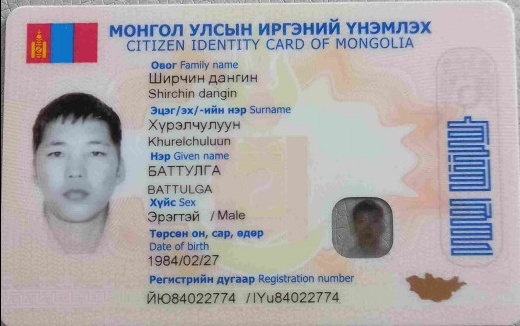 МОНГОЛ УЛСЫН ИРГЭНИЙ ҮНЭМЛЭХ
CITIZEN IDENTITY CARD OF MONGOLIA
Овог Family name
Ширчин дангин
Shirchin dangin
Эцэг/эх/-ийн нэр Surname
Хүрэлчулуун
Khurelchuluun
Нэр Given name
БАТТУЛГА
BATTULGA
Хүйс Sex
Эрэгтэй / Male
Төрсөн он, сар, өдөр
Date of birth
1984/02/27
Регистрийн дугаар Registration number
ЙЮ84022774 /IYu84022774